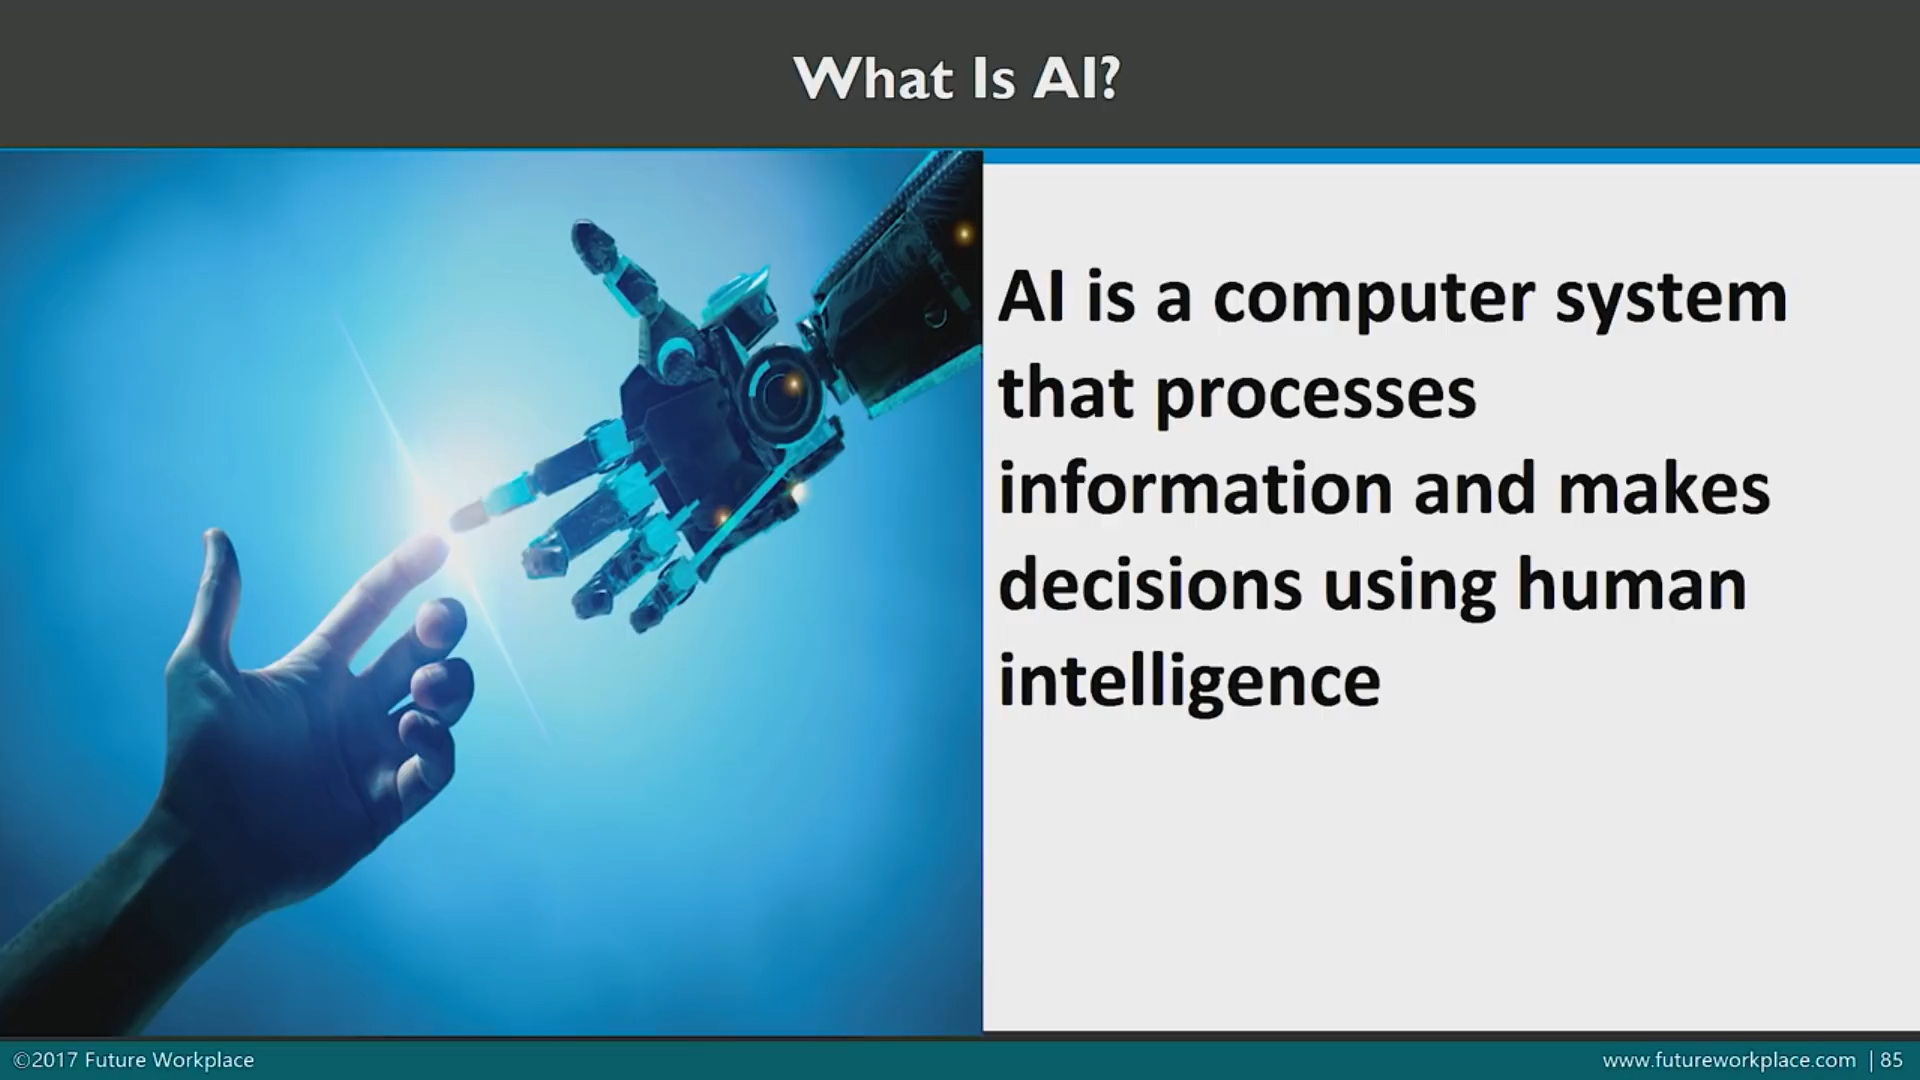 What Is AI?
AI is a computer system
that processes
information and makes
decisions using human
intelligence
©2017 Future Workplace
www.futureworkplace.com | 85